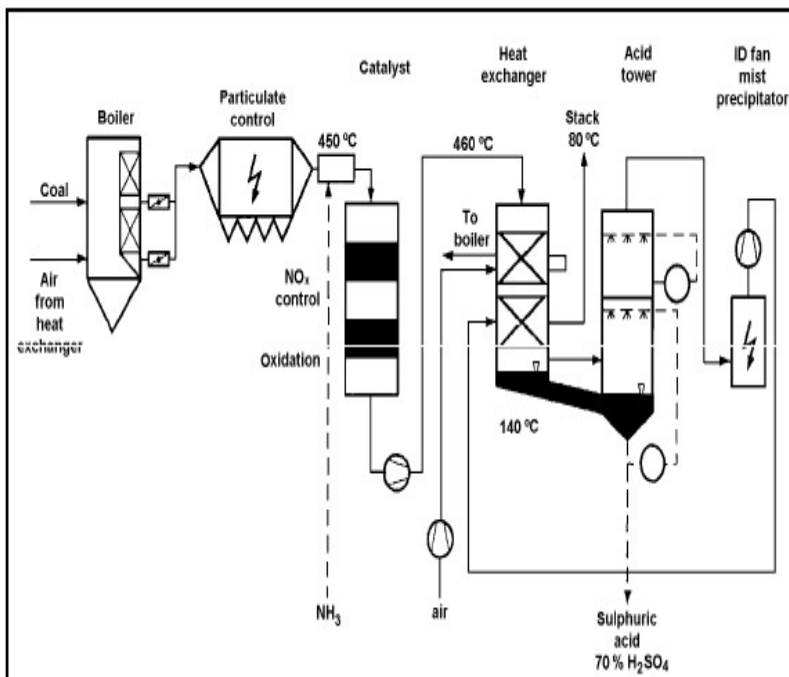 Catalyst
Heat
exchanger
Acid
tower
ID fan
mist
precipitator
Boiler
Particulate
control
450 ºC
460 ºC
Stack
80 ºC
Coal
To
boiler
Air
from
heat
exchanger
NOₓ
control
Oxidation
140 ºC
NH₃
air
Sulphuric
acid
70 % H₂SO₄